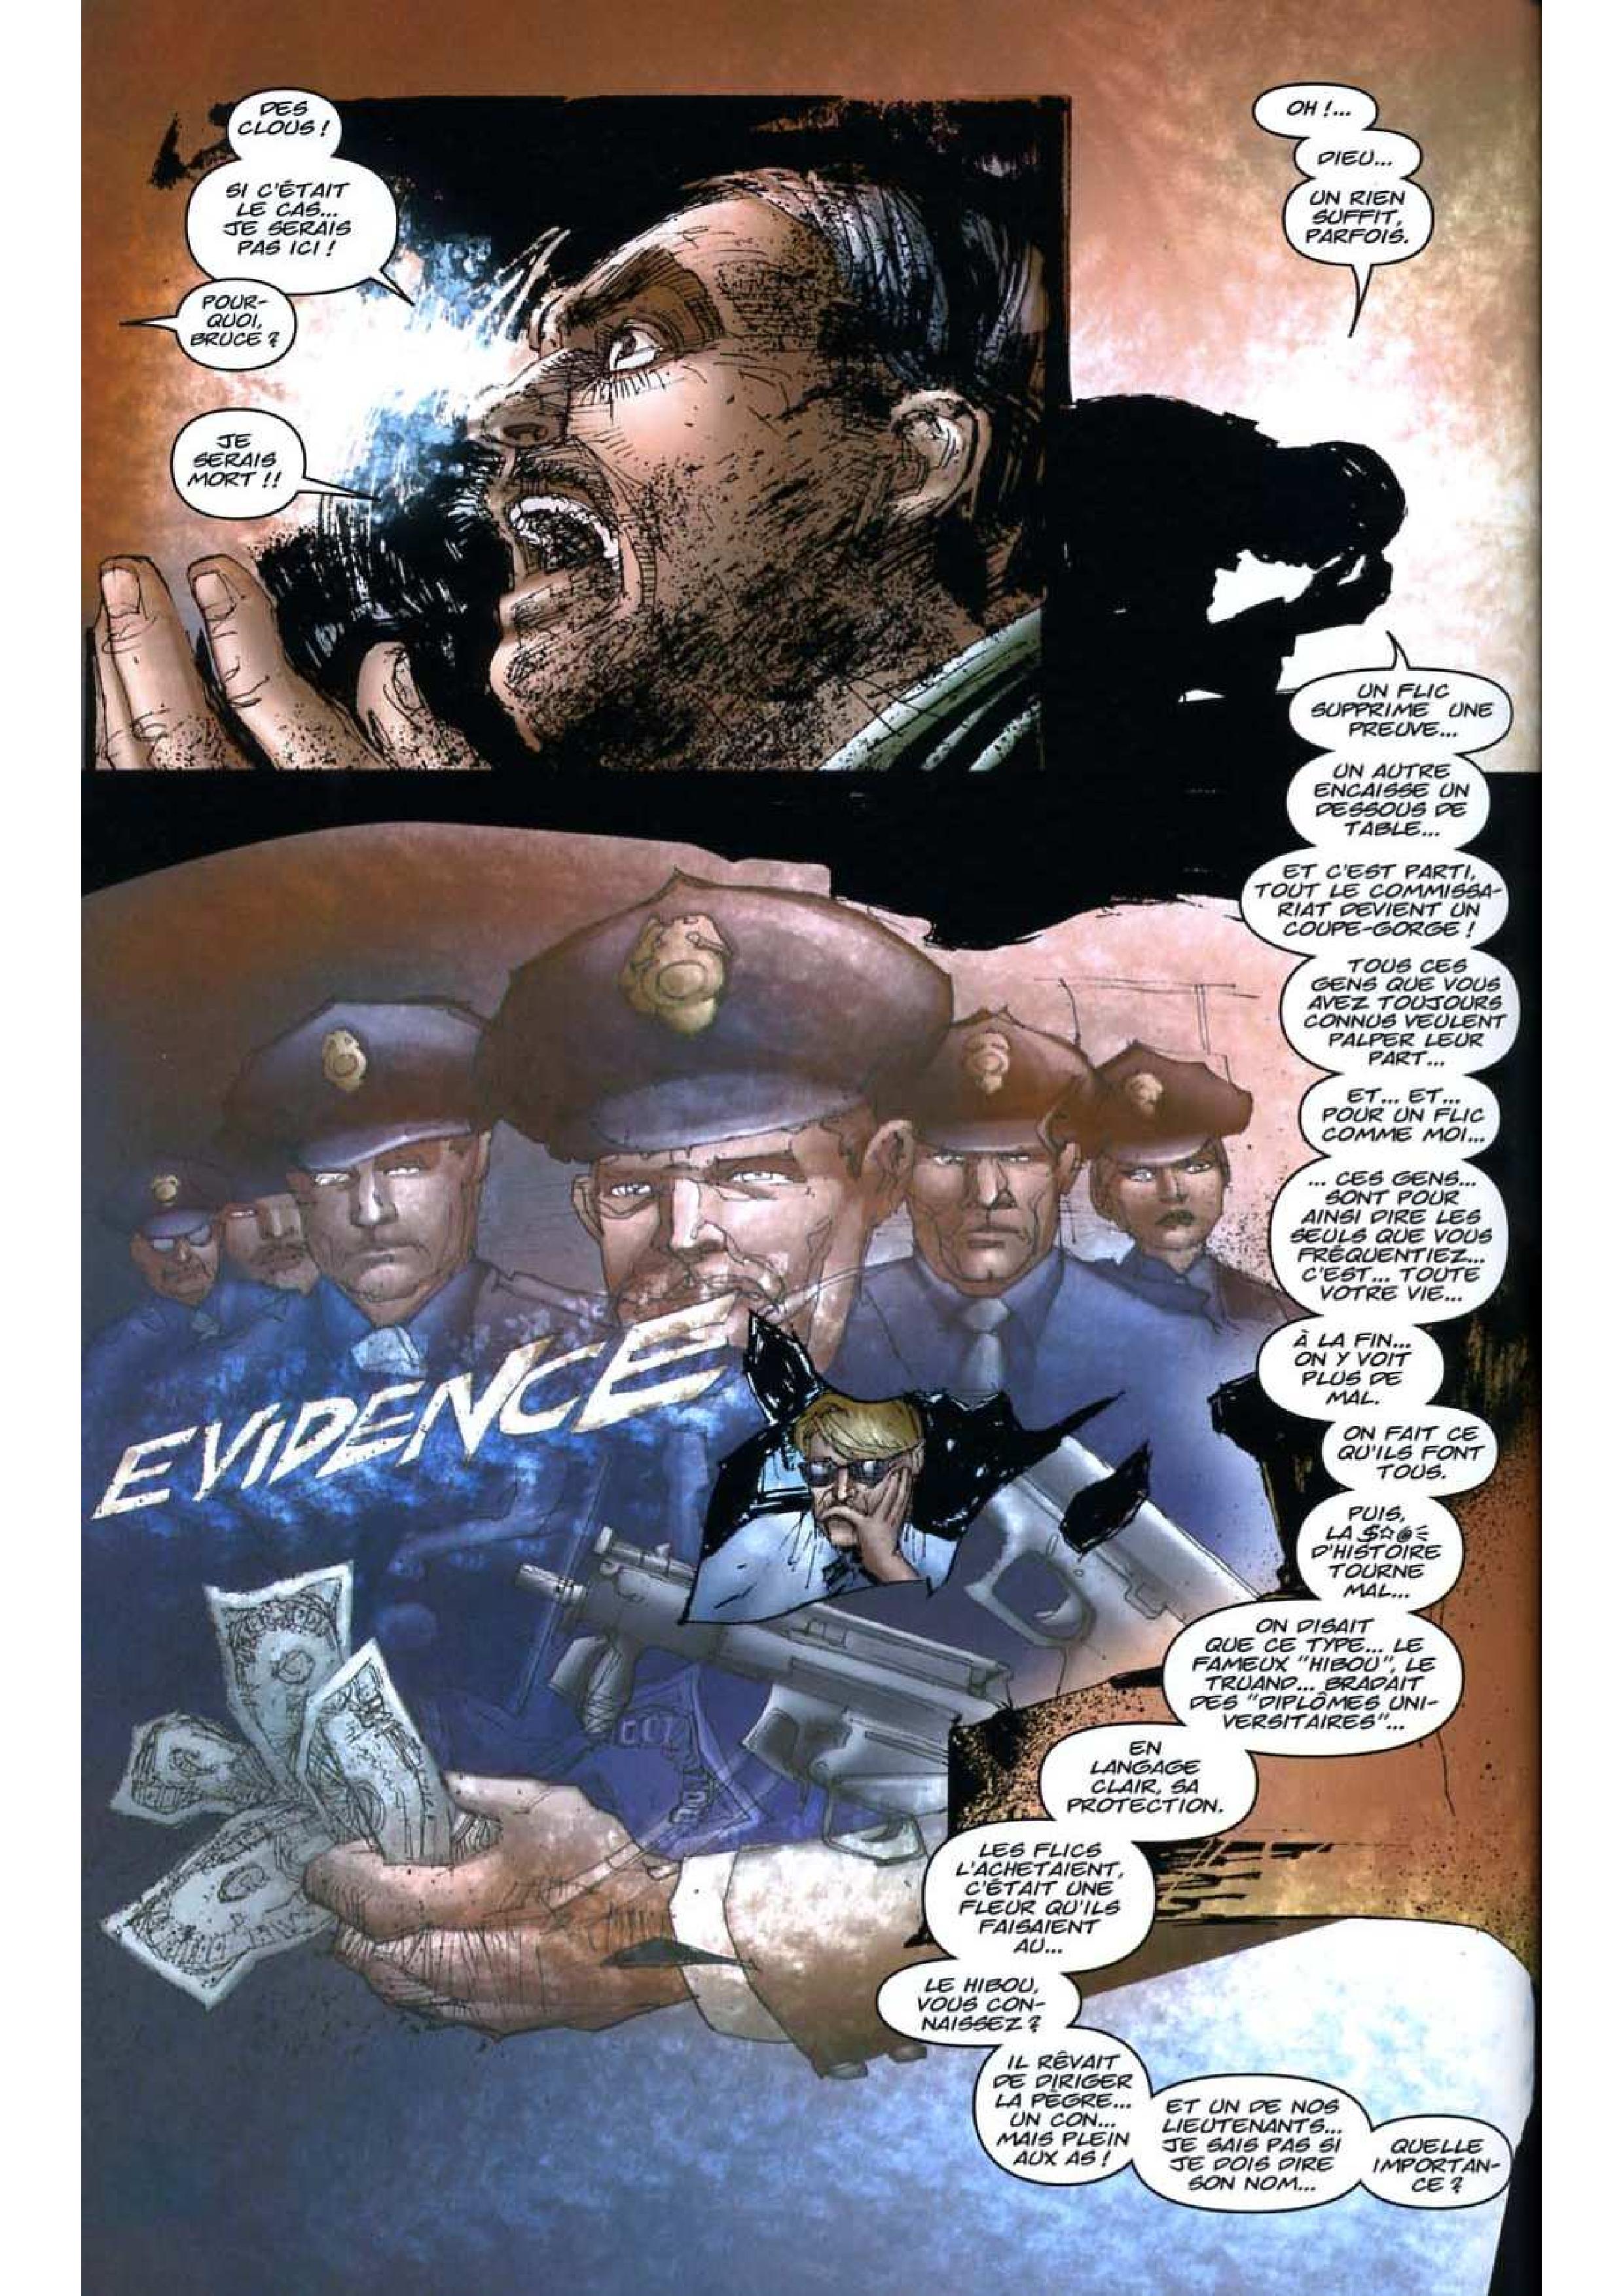 DES
CLOUS !
SI C'ÉTAIT
LE CAS...
JE SERAIS
PAS ICI !
POUR-
QUOI,
BRUCE ?
JE
SERAIS
MORT !!
OH !...
DIEU...
UN RIEN
SUFFIT,
PARFOIS.
UN FLIC
SUPPRIME UNE
PREUVE...
UN AUTRE
ENCAISSE UN
DESSOUS DE
TABLE...
ET C'EST PARTI,
TOUT LE COMMISSA-
RIAT DEVIENT UN
COUPE-GORGE !
TOUS CES
GENS QUE VOUS
AVEZ TOUJOURS
CONNUS VEULENT
PALPER LEUR
PART...
ET... ET...
POUR UN FLIC
COMME MOI...
... CES GENS...
SONT POUR
AINSI DIRE LES
SEULS QUE VOUS
FRÉQUENTIEZ...
C'EST... TOUTE
VOTRE VIE...
À LA FIN...
ON Y VOIT
PLUS DE
MAL.
ON FAIT CE
QU'ILS FONT
TOUS.
EVIDENCE
PUIS,
LA $☆@
D'HISTOIRE
TOURNE
MAL...
ON DISAIT
QUE CE TYPE... LE
FAMEUX "HIBOU", LE
TRUAND... BRADAIT
DES "DIPLÔMES UNI-
VERSITAIRES"...
EN
LANGAGE
CLAIR, SA
PROTECTION.
LES FLICS
L'ACHETAIENT,
C'ÉTAIT UNE
FLEUR QU'ILS
FAISAIENT
AU...
LE HIBOU,
VOUS CON-
NAISSEZ ?
IL RÊVAIT
DE DIRIGER
LA PÈGRE...
UN CON...
MAIS PLEIN
AUX AS !
ET UN DE NOS
LIEUTENANTS...
JE SAIS PAS SI
JE DOIS DIRE
SON NOM...
QUELLE
IMPORTAN-
CE ?